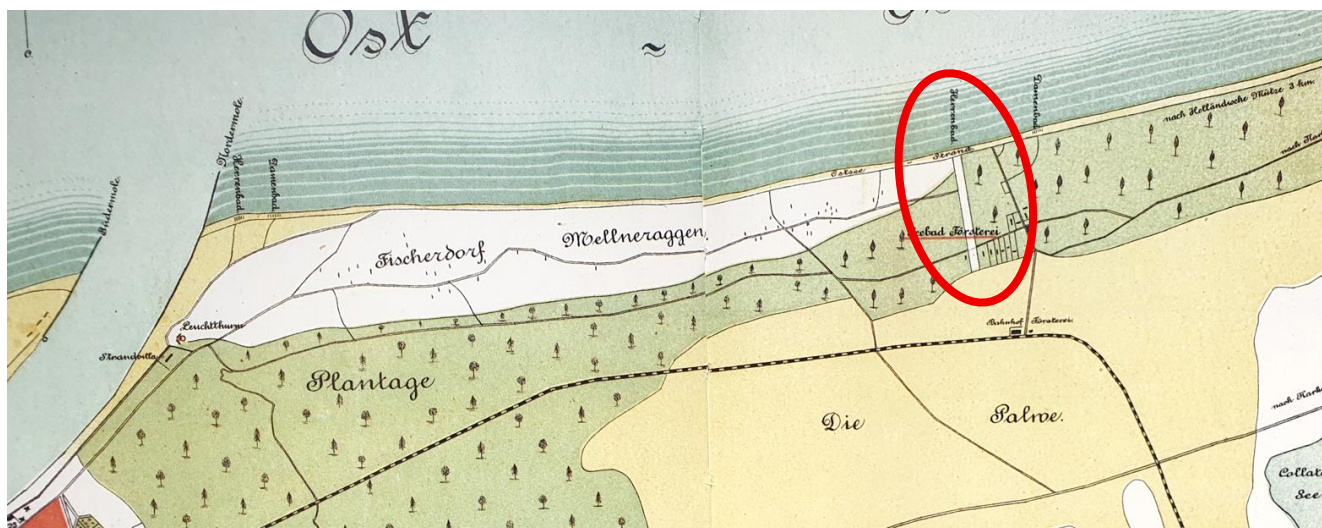 Ost
Nordermole.
Herrenbad
Damenbad
Südermole.
Herrenbad
Damenbad
nach Holländische Mütze 3 km.
Ostsee Strand
Fischerdorf Mellneraggen
Seebad Försterei
Leuchtthurm
Strandvilla
Bahnhof Försterei.
Plantage
Die Palwe.